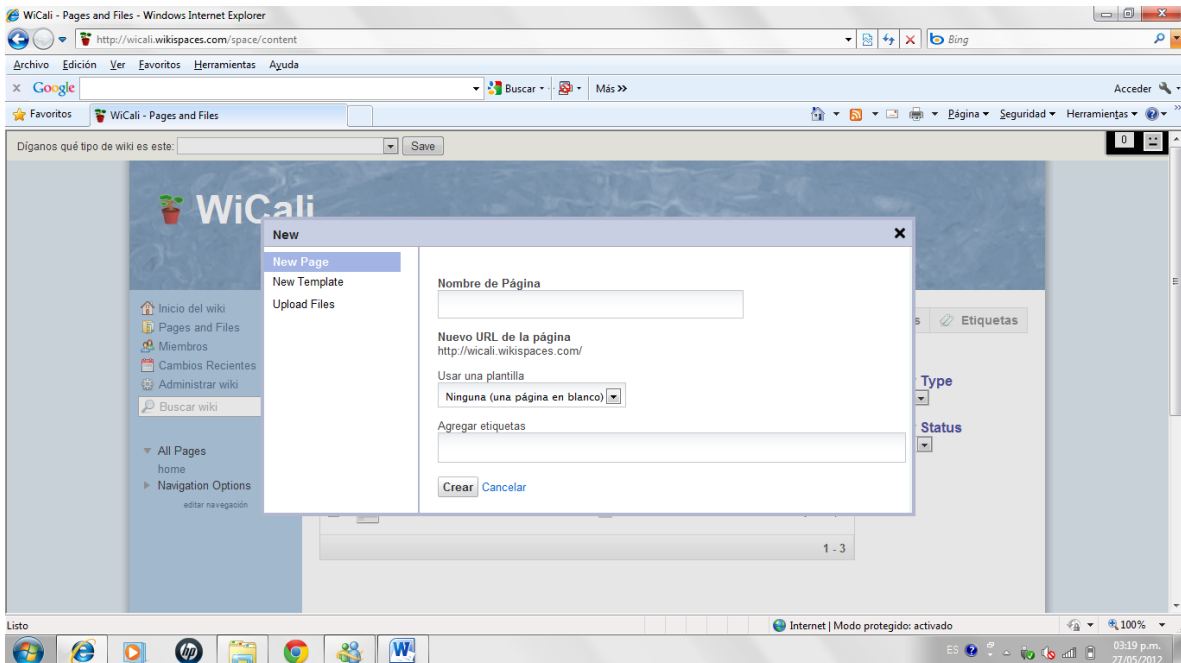 WiCali - Pages and Files - Windows Internet Explorer
http://wicali.wikispaces.com/space/content
Bing
Archivo Edición Ver Favoritos Herramientas Ayuda
x Google Buscar Más >> Acceder
Favoritos WiCali - Pages and Files Página Seguridad Herramientas
Díganos qué tipo de wiki es este: Save 0
WiCali
New
New Page
New Template
Upload Files
Nombre de Página
Nuevo URL de la página
http://wicali.wikispaces.com/
Usar una plantilla
Ninguna (una página en blanco)
Agregar etiquetas
Crear Cancelar
Inicio del wiki
Pages and Files
Miembros
Cambios Recientes
Administrar wiki
Buscar wiki
All Pages
home
Navigation Options
editar navegación
s Etiquetas
Type
Status
1 - 3
Listo Internet | Modo protegido: activado 100%
hp W ES 03:19 p.m.
27/05/2012